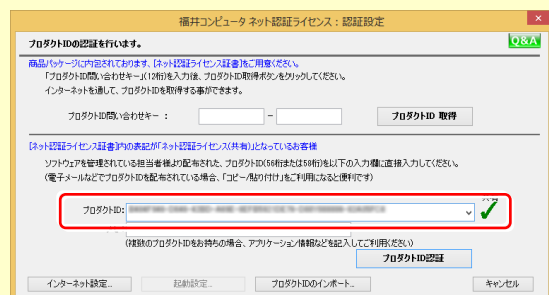 福井コンピュータ ネット認証ライセンス：認証設定
プロダクトIDの認証を行います。
Q&A
商品パッケージに内包されております、[ネット認証ライセンス証書]をご用意ください。
「プロダクトID問い合わせキー」(12桁)を入力後、プロダクトID取得ボタンをクリックしてください。
インターネットを通して、プロダクトIDを取得する事ができます。
プロダクトID問い合わせキー ： － プロダクトID 取得
[ネット認証ライセンス証書]内の表記が「ネット認証ライセンス(共有)」となっているお客様
ソフトウェアを管理されている担当者様より配布された、プロダクトID(56桁または58桁)を以下の入力欄に直接入力してください。
(電子メールなどでプロダクトIDを配布されている場合、「コピー/貼り付け」をご利用になると便利です)
プロダクトID:
(複数のプロダクトIDをお持ちの場合、アプリケーション情報などを記入してご利用ください)
プロダクトID認証
インターネット設定... 起動設定... プロダクトIDのインポート... キャンセル